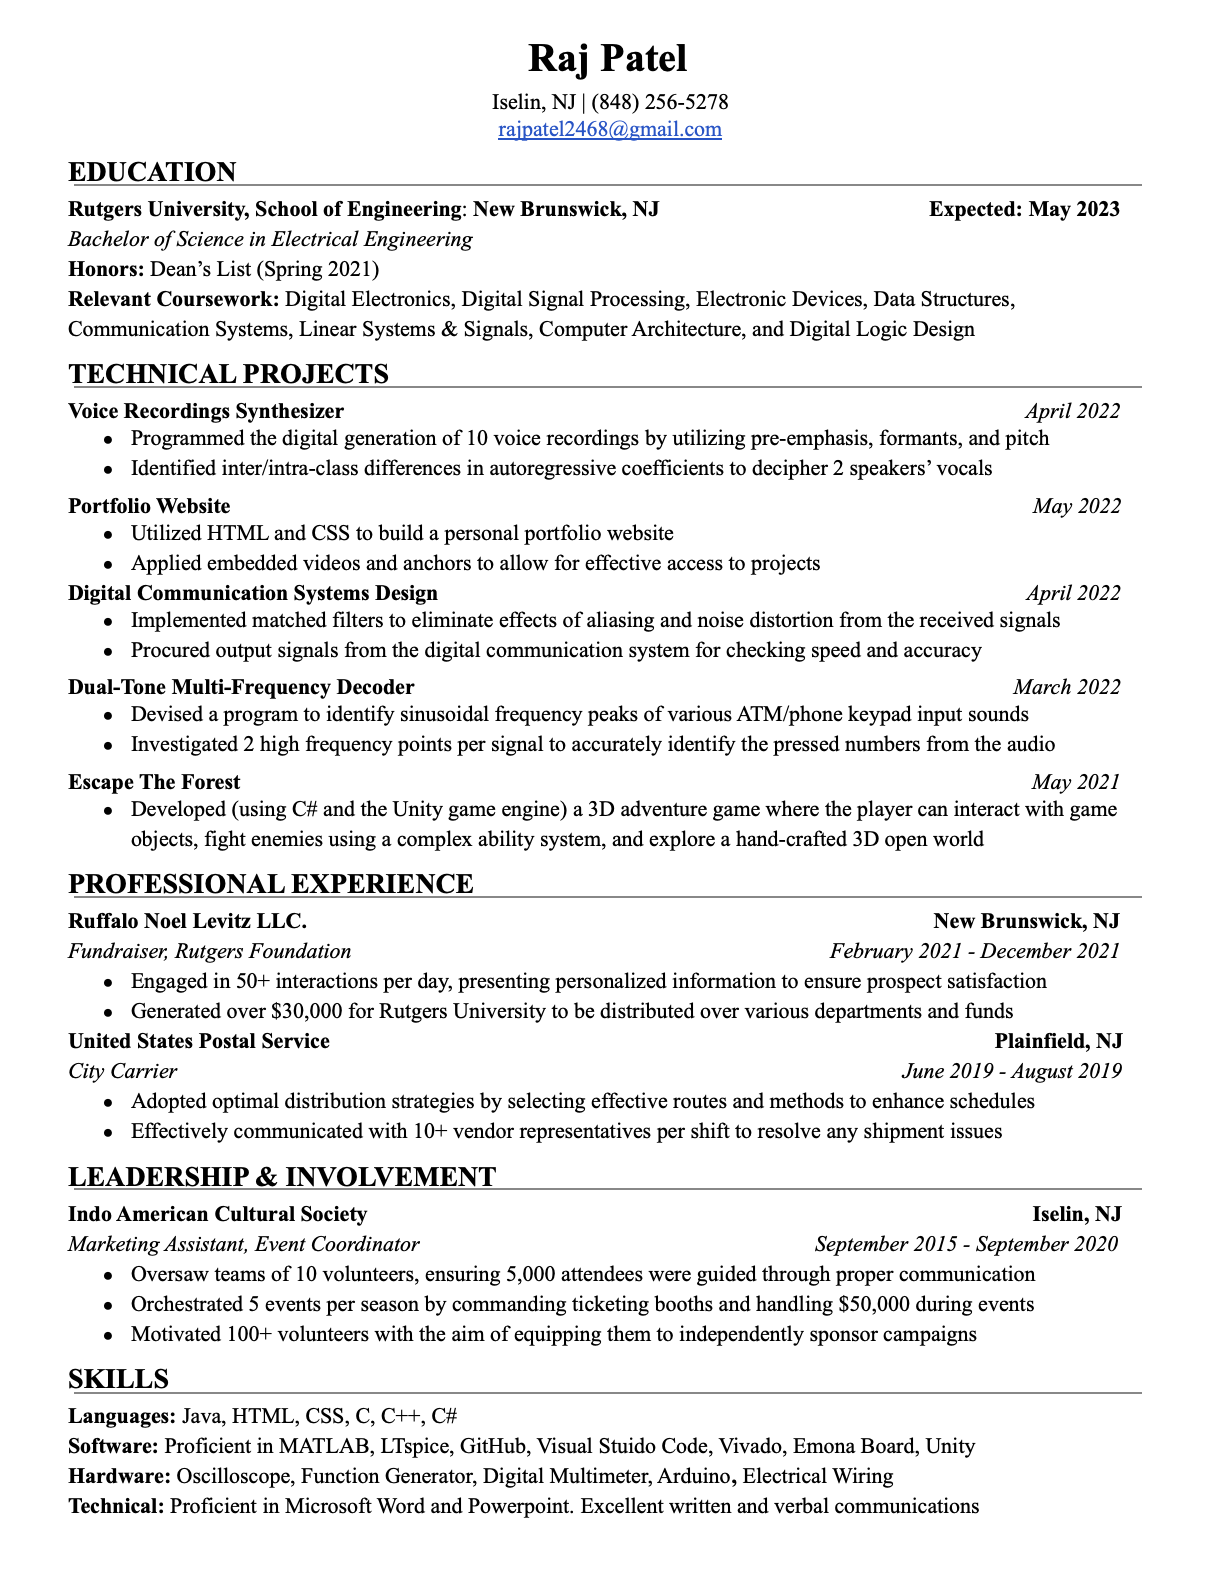 Raj Patel
Iselin, NJ | (848) 256-5278
rajpatel2468@gmail.com
EDUCATION
Rutgers University, School of Engineering: New Brunswick, NJ Expected: May 2023
Bachelor of Science in Electrical Engineering
Honors: Dean’s List (Spring 2021)
Relevant Coursework: Digital Electronics, Digital Signal Processing, Electronic Devices, Data Structures,
Communication Systems, Linear Systems & Signals, Computer Architecture, and Digital Logic Design
TECHNICAL PROJECTS
Voice Recordings Synthesizer April 2022
● Programmed the digital generation of 10 voice recordings by utilizing pre-emphasis, formants, and pitch
● Identified inter/intra-class differences in autoregressive coefficients to decipher 2 speakers’ vocals
Portfolio Website May 2022
● Utilized HTML and CSS to build a personal portfolio website
● Applied embedded videos and anchors to allow for effective access to projects
Digital Communication Systems Design April 2022
● Implemented matched filters to eliminate effects of aliasing and noise distortion from the received signals
● Procured output signals from the digital communication system for checking speed and accuracy
Dual-Tone Multi-Frequency Decoder March 2022
● Devised a program to identify sinusoidal frequency peaks of various ATM/phone keypad input sounds
● Investigated 2 high frequency points per signal to accurately identify the pressed numbers from the audio
Escape The Forest May 2021
● Developed (using C# and the Unity game engine) a 3D adventure game where the player can interact with game
objects, fight enemies using a complex ability system, and explore a hand-crafted 3D open world
PROFESSIONAL EXPERIENCE
Ruffalo Noel Levitz LLC. New Brunswick, NJ
Fundraiser, Rutgers Foundation February 2021 - December 2021
● Engaged in 50+ interactions per day, presenting personalized information to ensure prospect satisfaction
● Generated over $30,000 for Rutgers University to be distributed over various departments and funds
United States Postal Service Plainfield, NJ
City Carrier June 2019 - August 2019
● Adopted optimal distribution strategies by selecting effective routes and methods to enhance schedules
● Effectively communicated with 10+ vendor representatives per shift to resolve any shipment issues
LEADERSHIP & INVOLVEMENT
Indo American Cultural Society Iselin, NJ
Marketing Assistant, Event Coordinator September 2015 - September 2020
● Oversaw teams of 10 volunteers, ensuring 5,000 attendees were guided through proper communication
● Orchestrated 5 events per season by commanding ticketing booths and handling $50,000 during events
● Motivated 100+ volunteers with the aim of equipping them to independently sponsor campaigns
SKILLS
Languages: Java, HTML, CSS, C, C++, C#
Software: Proficient in MATLAB, LTspice, GitHub, Visual Stuido Code, Vivado, Emona Board, Unity
Hardware: Oscilloscope, Function Generator, Digital Multimeter, Arduino, Electrical Wiring
Technical: Proficient in Microsoft Word and Powerpoint. Excellent written and verbal communications